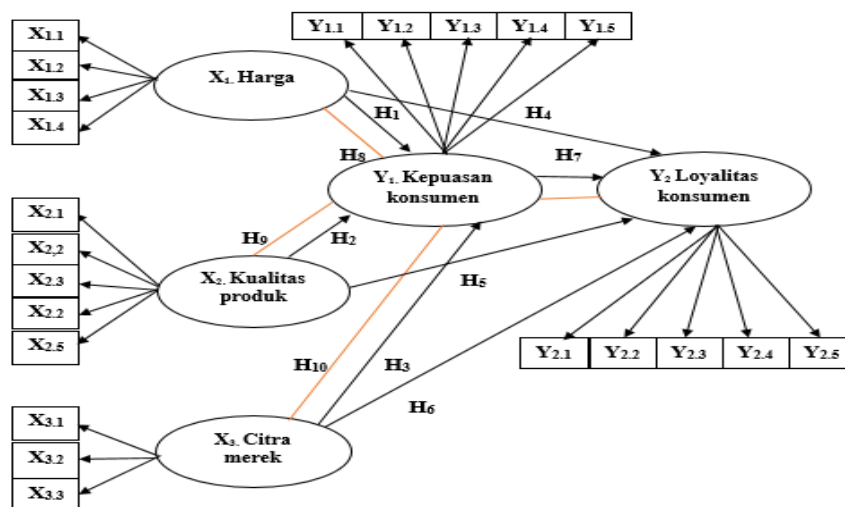 Y1.1 Y1.2 Y1.3 Y1.4 Y1.5
X1.1
X1.2
X1.3
X1.4
X1. Harga
H1
H4
H8
H7
Y1. Kepuasan
konsumen
Y2 Loyalitas
konsumen
X2.1
X2,2
X2.3
X2.2
X2.5
H9
H2
X2. Kualitas
produk
H5
Y2.1 Y2.2 Y2.3 Y2.4 Y2.5
H10
H3
H6
X3.1
X3.2
X3.3
X3. Citra
merek